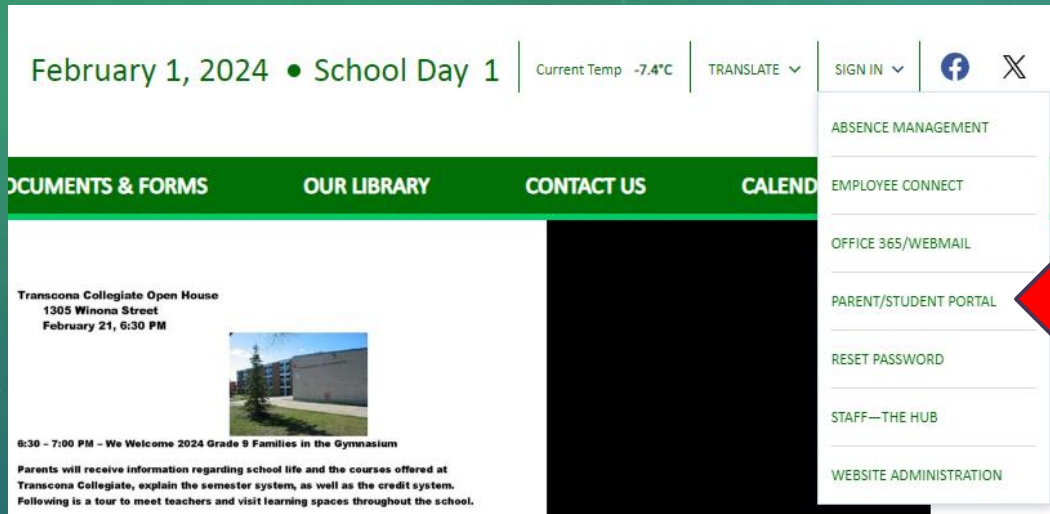 February 1, 2024 • School Day 1
Current Temp -7.4°C
TRANSLATE
SIGN IN
ABSENCE MANAGEMENT
EMPLOYEE CONNECT
OFFICE 365/WEBMAIL
PARENT/STUDENT PORTAL
RESET PASSWORD
STAFF—THE HUB
WEBSITE ADMINISTRATION
OCUMENTS & FORMS
OUR LIBRARY
CONTACT US
CALEND
Transcona Collegiate Open House
1305 Winona Street
February 21, 6:30 PM
6:30 – 7:00 PM – We Welcome 2024 Grade 9 Families in the Gymnasium
Parents will receive information regarding school life and the courses offered at
Transcona Collegiate, explain the semester system, as well as the credit system.
Following is a tour to meet teachers and visit learning spaces throughout the school.